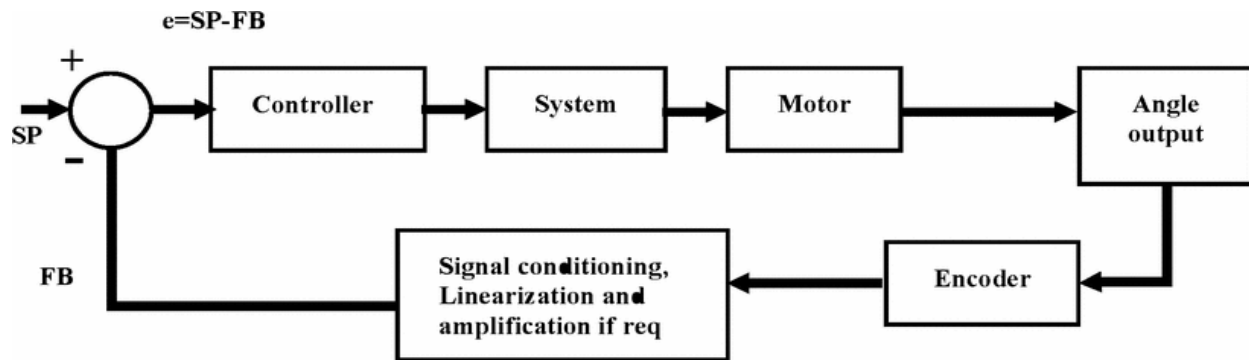 e=SP-FB
+
SP
-
Controller
System
Motor
Angle
output
FB
Signal conditioning,
Linearization and
amplification if req
Encoder